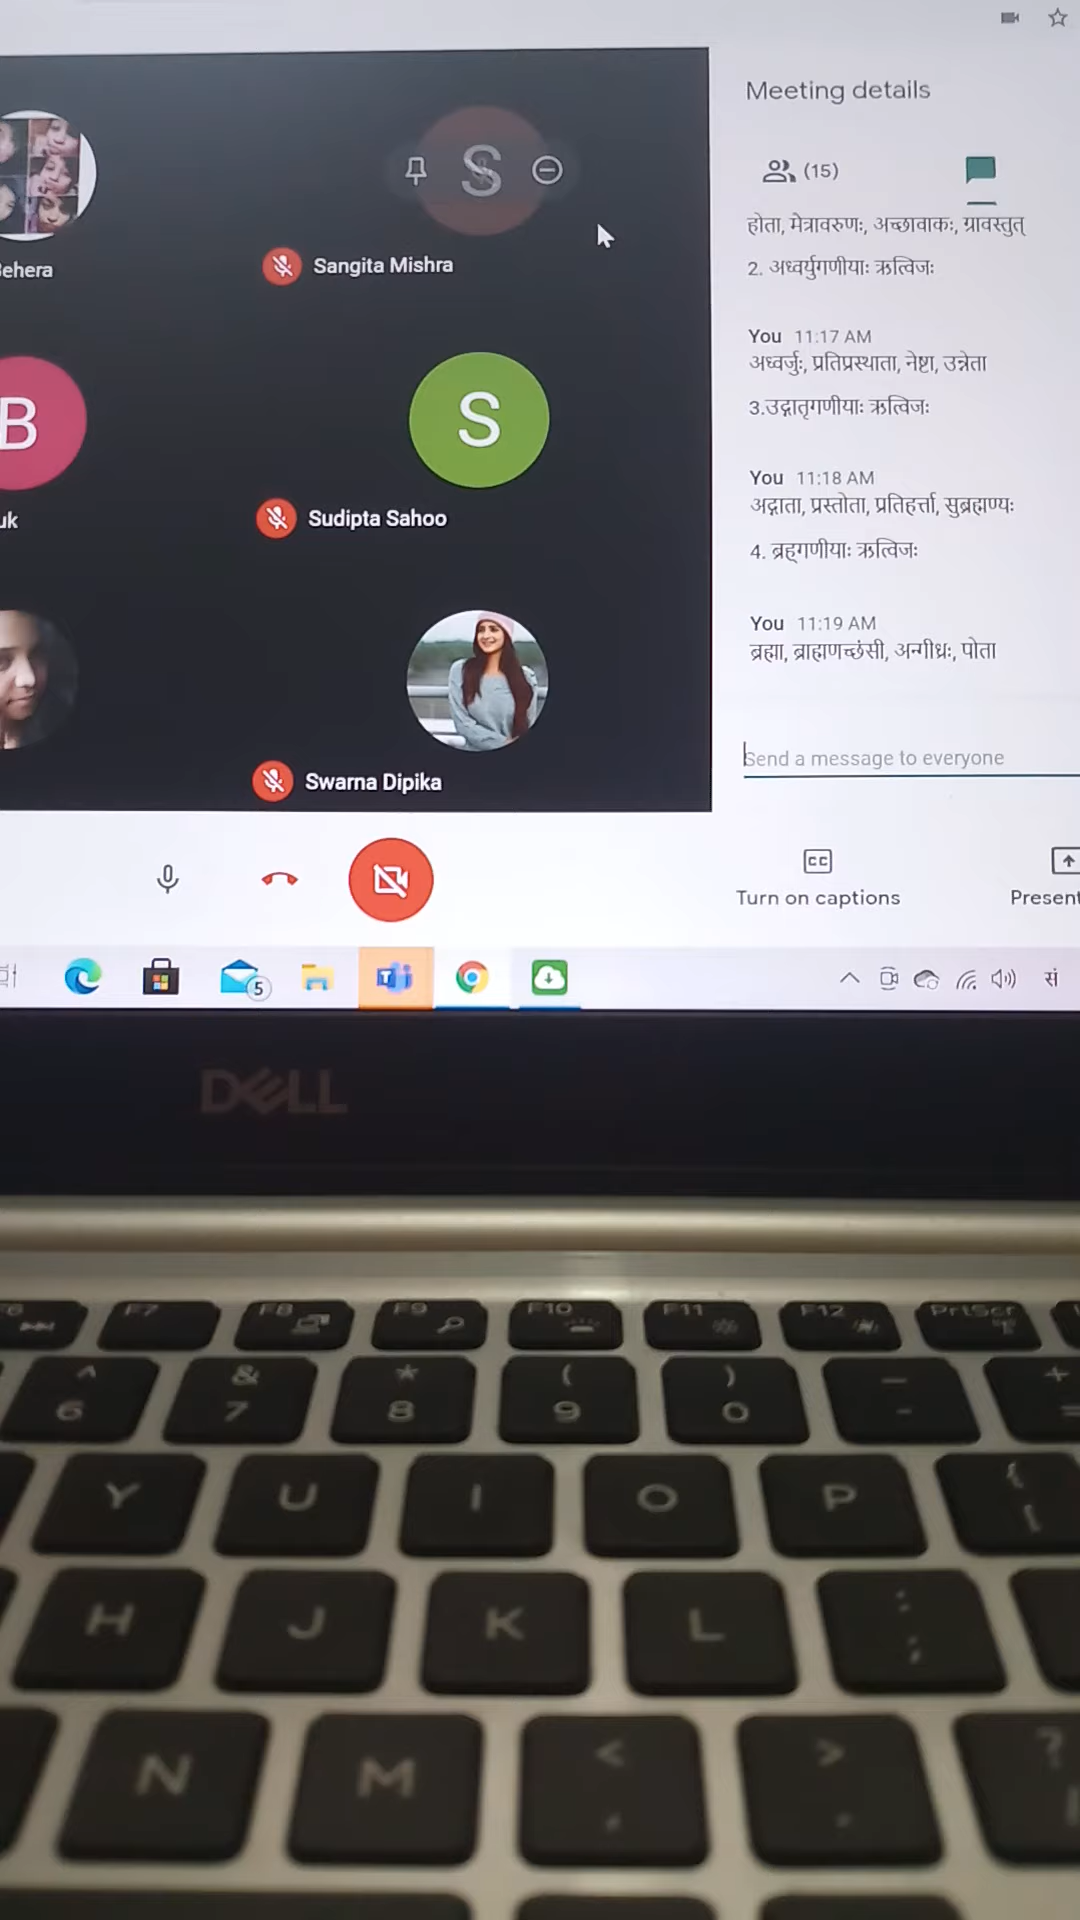 Meeting details
(15)
होता, मेत्रावरुणः, अच्छावाकः, ग्रावस्तुत्
2. अध्वर्युगणीयाः ऋत्विजः
You 11:17 AM
अध्वर्जुः, प्रतिप्रस्थाता, नेष्टा, उन्नेता
3.उद्गातृगणीयाः ऋत्विजः
You 11:18 AM
अद्गाता, प्रस्तोता, प्रतिहर्त्ता, सुब्रह्मण्यः
4. ब्रह्गणीयाः ऋत्विजः
You 11:19 AM
ब्रह्मा, ब्राह्मणच्छंसी, अग्नीध्रः, पोता
Send a message to everyone
Turn on captions
Present
ehera
S
Sangita Mishra
B
uk
S
Sudipta Sahoo
Swarna Dipika
5
सं
DELL
F7 F8 F9 F10 F11 F12 PrtScr
^ & * ( ) — +
6 7 8 9 0 - =
Y U I O P { [
H J K L : ;
N M < , > . ?